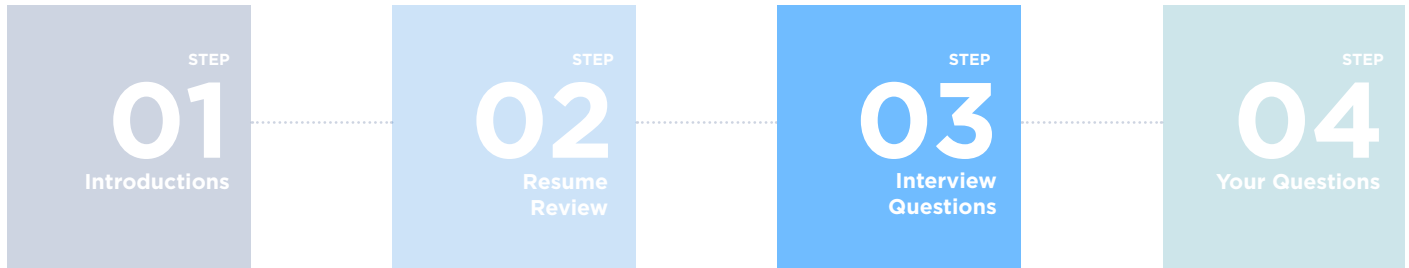 STEP
01
Introductions
STEP
02
Resume
Review
STEP
03
Interview
Questions
STEP
04
Your Questions